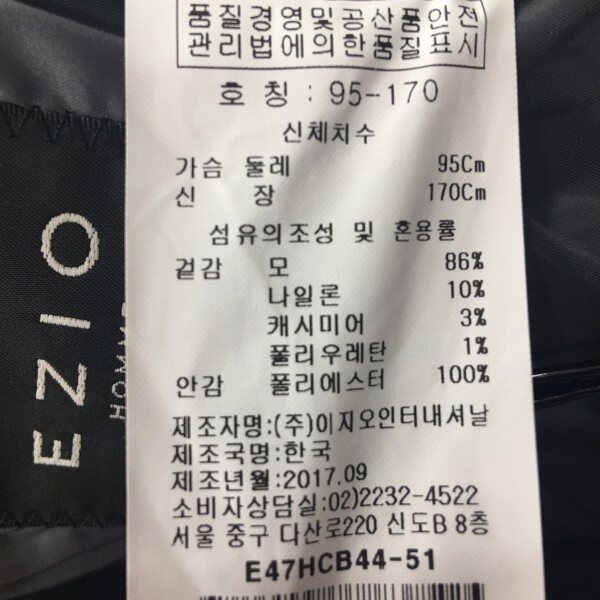 품질경영및공산품안전
관리법에의한품질표시
호칭 : 95-170
신체치수
가슴 둘레 95Cm
신 장 170Cm
섬유의조성 및 혼용률
겉감 모 86%
나일론 10%
캐시미어 3%
폴리우레탄 1%
안감 폴리에스터 100%
제조자명:(주)이지오인터내셔날
제조국명:한국
제조년월:2017.09
소비자상담실:02)2232-4522
서울 중구 다산로220 신도B 8층
E47HCB44-51
EZIO